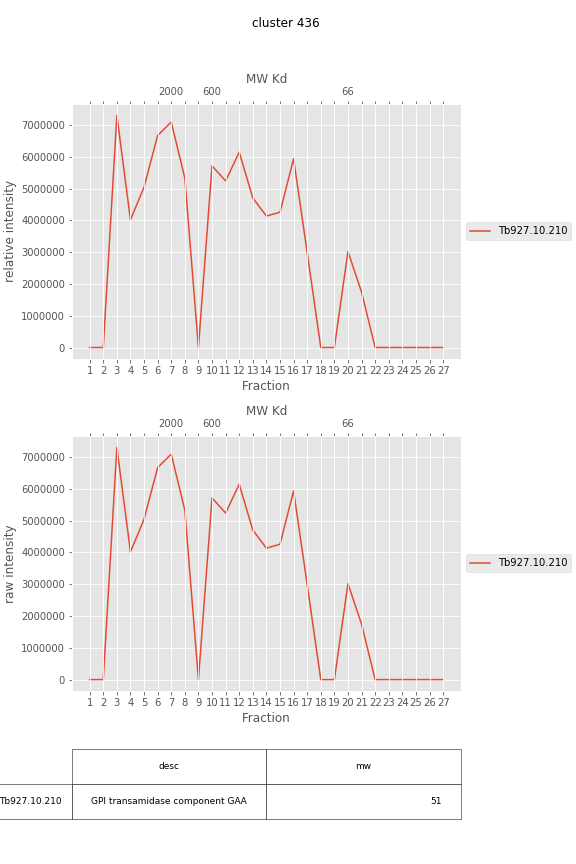 cluster 436
MW Kd
2000 600 66
relative intensity
7000000
6000000
5000000
4000000
3000000
2000000
1000000
0
Tb927.10.210
1 2 3 4 5 6 7 8 9 10 11 12 13 14 15 16 17 18 19 20 21 22 23 24 25 26 27
Fraction
MW Kd
2000 600 66
raw intensity
7000000
6000000
5000000
4000000
3000000
2000000
1000000
0
Tb927.10.210
1 2 3 4 5 6 7 8 9 10 11 12 13 14 15 16 17 18 19 20 21 22 23 24 25 26 27
Fraction
desc mw
Tb927.10.210 GPI transamidase component GAA 51